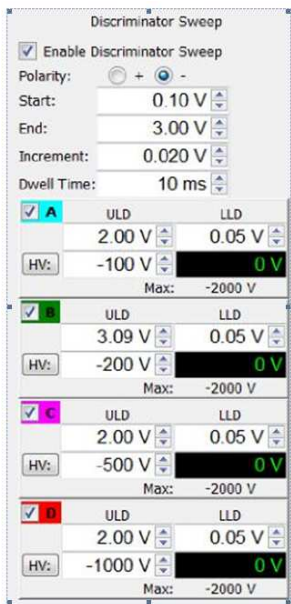 Discriminator Sweep
Enable Discriminator Sweep
Polarity: + -
Start: 0.10 V
End: 3.00 V
Increment: 0.020 V
Dwell Time: 10 ms
A ULD LLD
2.00 V 0.05 V
HV: -100 V 0 V
Max: -2000 V
B ULD LLD
3.09 V 0.05 V
HV: -200 V 0 V
Max: -2000 V
C ULD LLD
2.00 V 0.05 V
HV: -500 V 0 V
Max: -2000 V
D ULD LLD
2.00 V 0.05 V
HV: -1000 V 0 V
Max: -2000 V